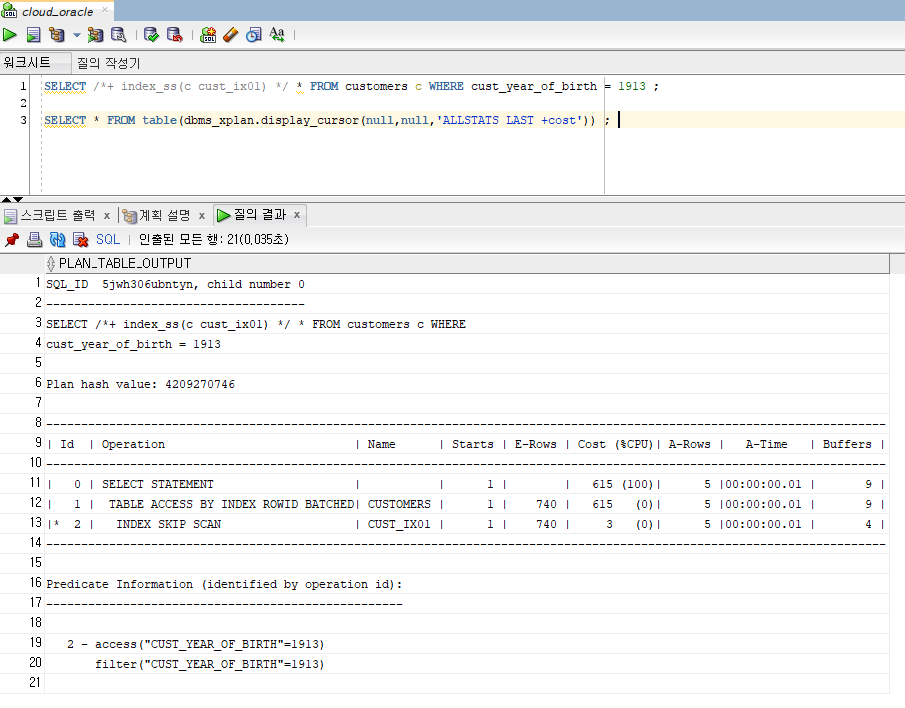 cloud_oracle
워크시트 질의 작성기
1 SELECT /*+ index_ss(c cust_ix01) */ * FROM customers c WHERE cust_year_of_birth = 1913 ;
2
3 SELECT * FROM table(dbms_xplan.display_cursor(null,null,'ALLSTATS LAST +cost')) ;
스크립트 출력 x 계획 설명 x 질의 결과 x
SQL | 인출된 모든 행: 21(0,035초)
PLAN_TABLE_OUTPUT
1 SQL_ID  5jwh306ubntyn, child number 0
2 -------------------------------------
3 SELECT /*+ index_ss(c cust_ix01) */ * FROM customers c WHERE
4 cust_year_of_birth = 1913
5
6 Plan hash value: 4209270746
7
8 ------------------------------------------------------------------------------------------------------------------------
9 | Id  | Operation                           | Name      | Starts | E-Rows | Cost (%CPU)| A-Rows |   A-Time   | Buffers |
10 ------------------------------------------------------------------------------------------------------------------------
11 |   0 | SELECT STATEMENT                    |           |      1 |        |   615 (100)|      5 |00:00:00.01 |       9 |
12 |   1 |  TABLE ACCESS BY INDEX ROWID BATCHED| CUSTOMERS |      1 |    740 |   615   (0)|      5 |00:00:00.01 |       9 |
13 |*  2 |   INDEX SKIP SCAN                   | CUST_IX01 |      1 |    740 |     3   (0)|      5 |00:00:00.01 |       4 |
14 ------------------------------------------------------------------------------------------------------------------------
15
16 Predicate Information (identified by operation id):
17 ---------------------------------------------------
18
19    2 - access("CUST_YEAR_OF_BIRTH"=1913)
20        filter("CUST_YEAR_OF_BIRTH"=1913)
21